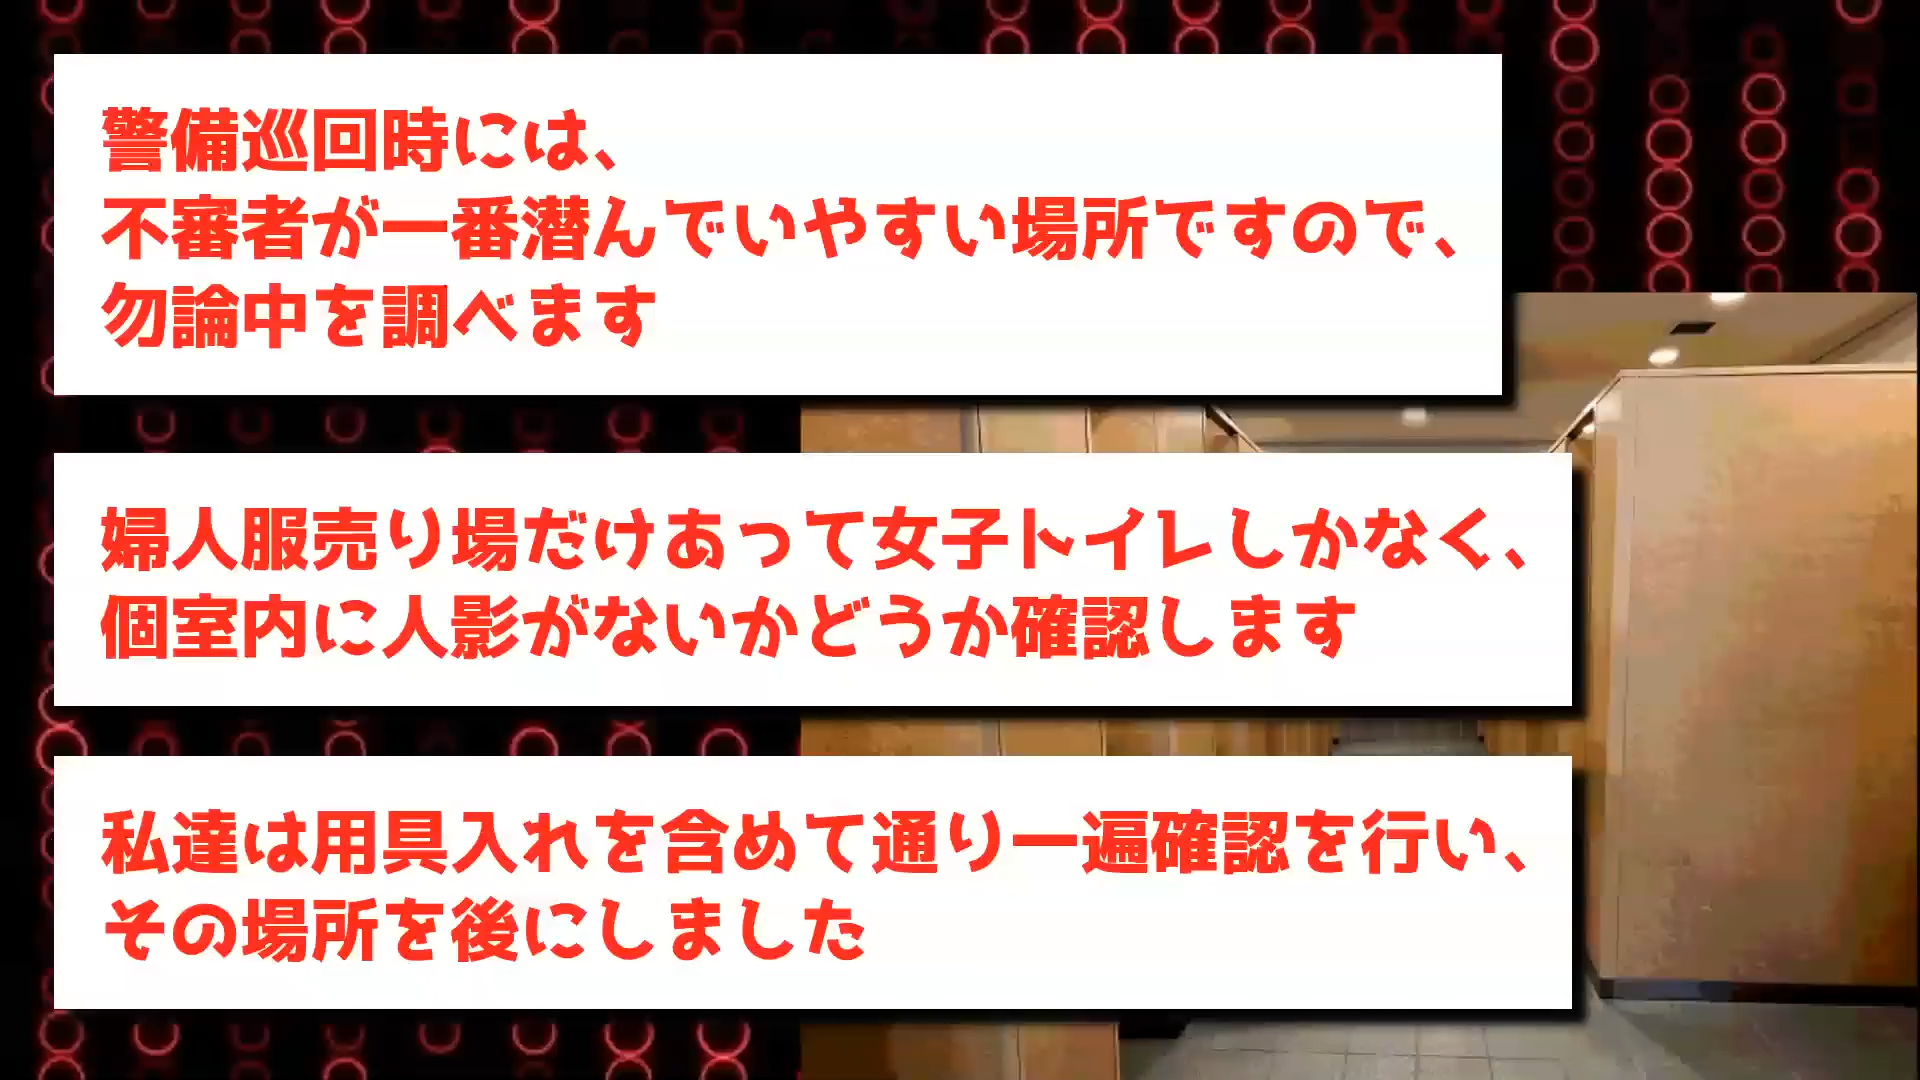 警備巡回時には、
不審者が一番潜んでいやすい場所ですので、
勿論中を調べます
婦人服売り場だけあって女子トイレしかなく、
個室内に人影がないかどうか確認します
私達は用具入れを含めて通り一遍確認を行い、
その場所を後にしました